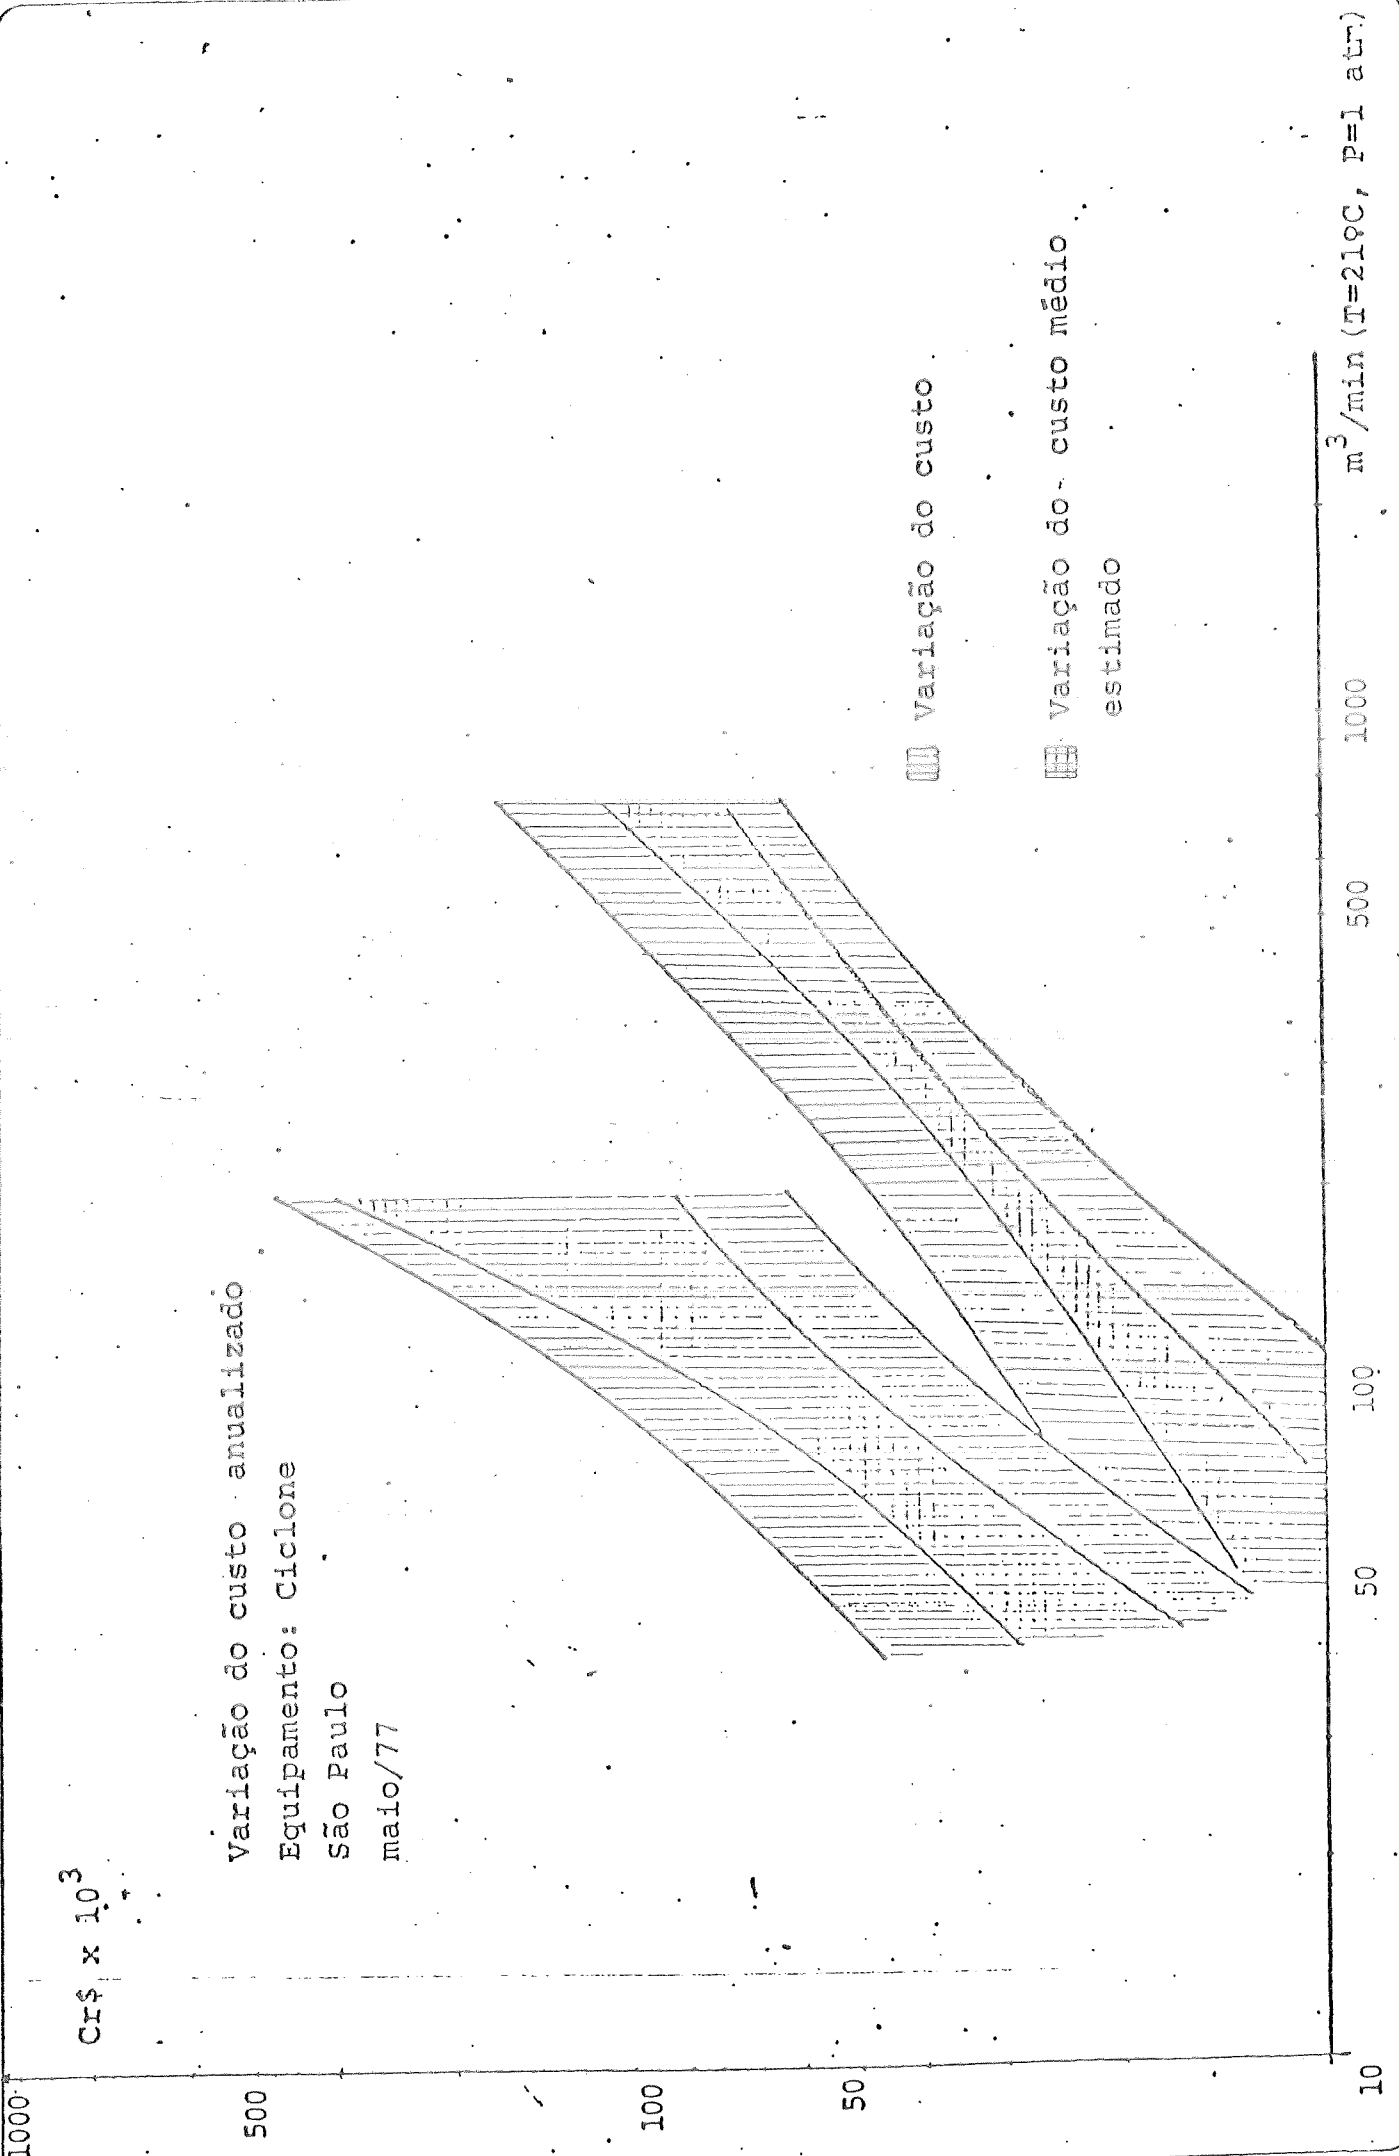 Cr$ x 10³
Variação do custo anualizado
Equipamento: Ciclone
São Paulo
maio/77
1000
500
100
50
10
Variação do custo
Variação do custo médio
estimado
50
100
500
1000
m³/min (T=21ºC, P=1 atm)